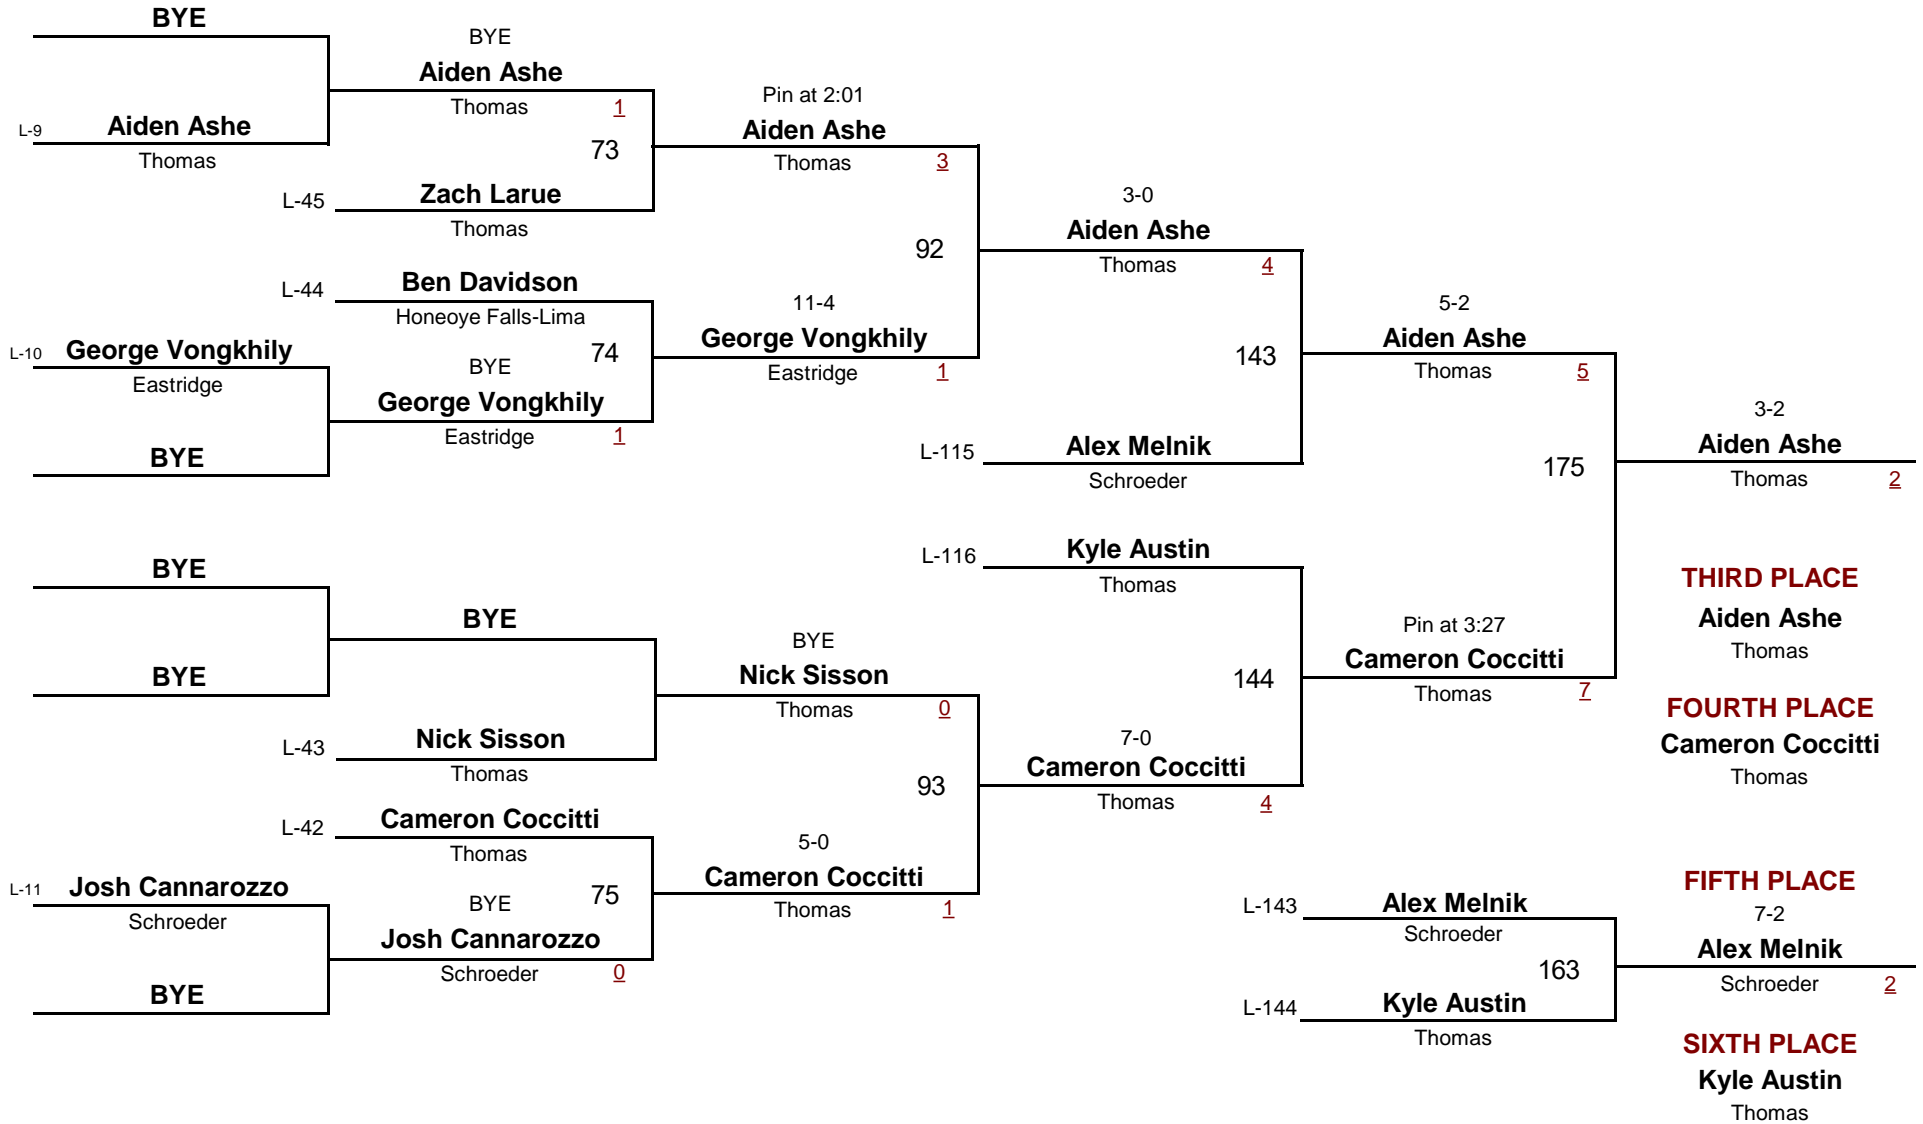 BYE
L-9 Aiden Ashe
Thomas
BYE
Aiden Ashe
Thomas 1
73
L-45 Zach Larue
Thomas
Pin at 2:01
Aiden Ashe
Thomas 3
L-44 Ben Davidson
Honeoye Falls-Lima
L-10 George Vongkhily
Eastridge
BYE
74
BYE
George Vongkhily
Eastridge 1
11-4
George Vongkhily
Eastridge 1
92
3-0
Aiden Ashe
Thomas 4
143
L-115 Alex Melnik
Schroeder
5-2
Aiden Ashe
Thomas 5
175
3-2
Aiden Ashe
Thomas 2
BYE
BYE
BYE
L-43 Nick Sisson
Thomas
BYE
Nick Sisson
Thomas 0
L-42 Cameron Coccitti
Thomas
L-11 Josh Cannarozzo
Schroeder
BYE
75
BYE
Josh Cannarozzo
Schroeder 0
5-0
Cameron Coccitti
Thomas 1
93
L-116 Kyle Austin
Thomas
144
7-0
Cameron Coccitti
Thomas 4
Pin at 3:27
Cameron Coccitti
Thomas 7
THIRD PLACE
Aiden Ashe
Thomas
FOURTH PLACE
Cameron Coccitti
Thomas
L-143 Alex Melnik
Schroeder
163
L-144 Kyle Austin
Thomas
FIFTH PLACE
7-2
Alex Melnik
Schroeder 2
SIXTH PLACE
Kyle Austin
Thomas